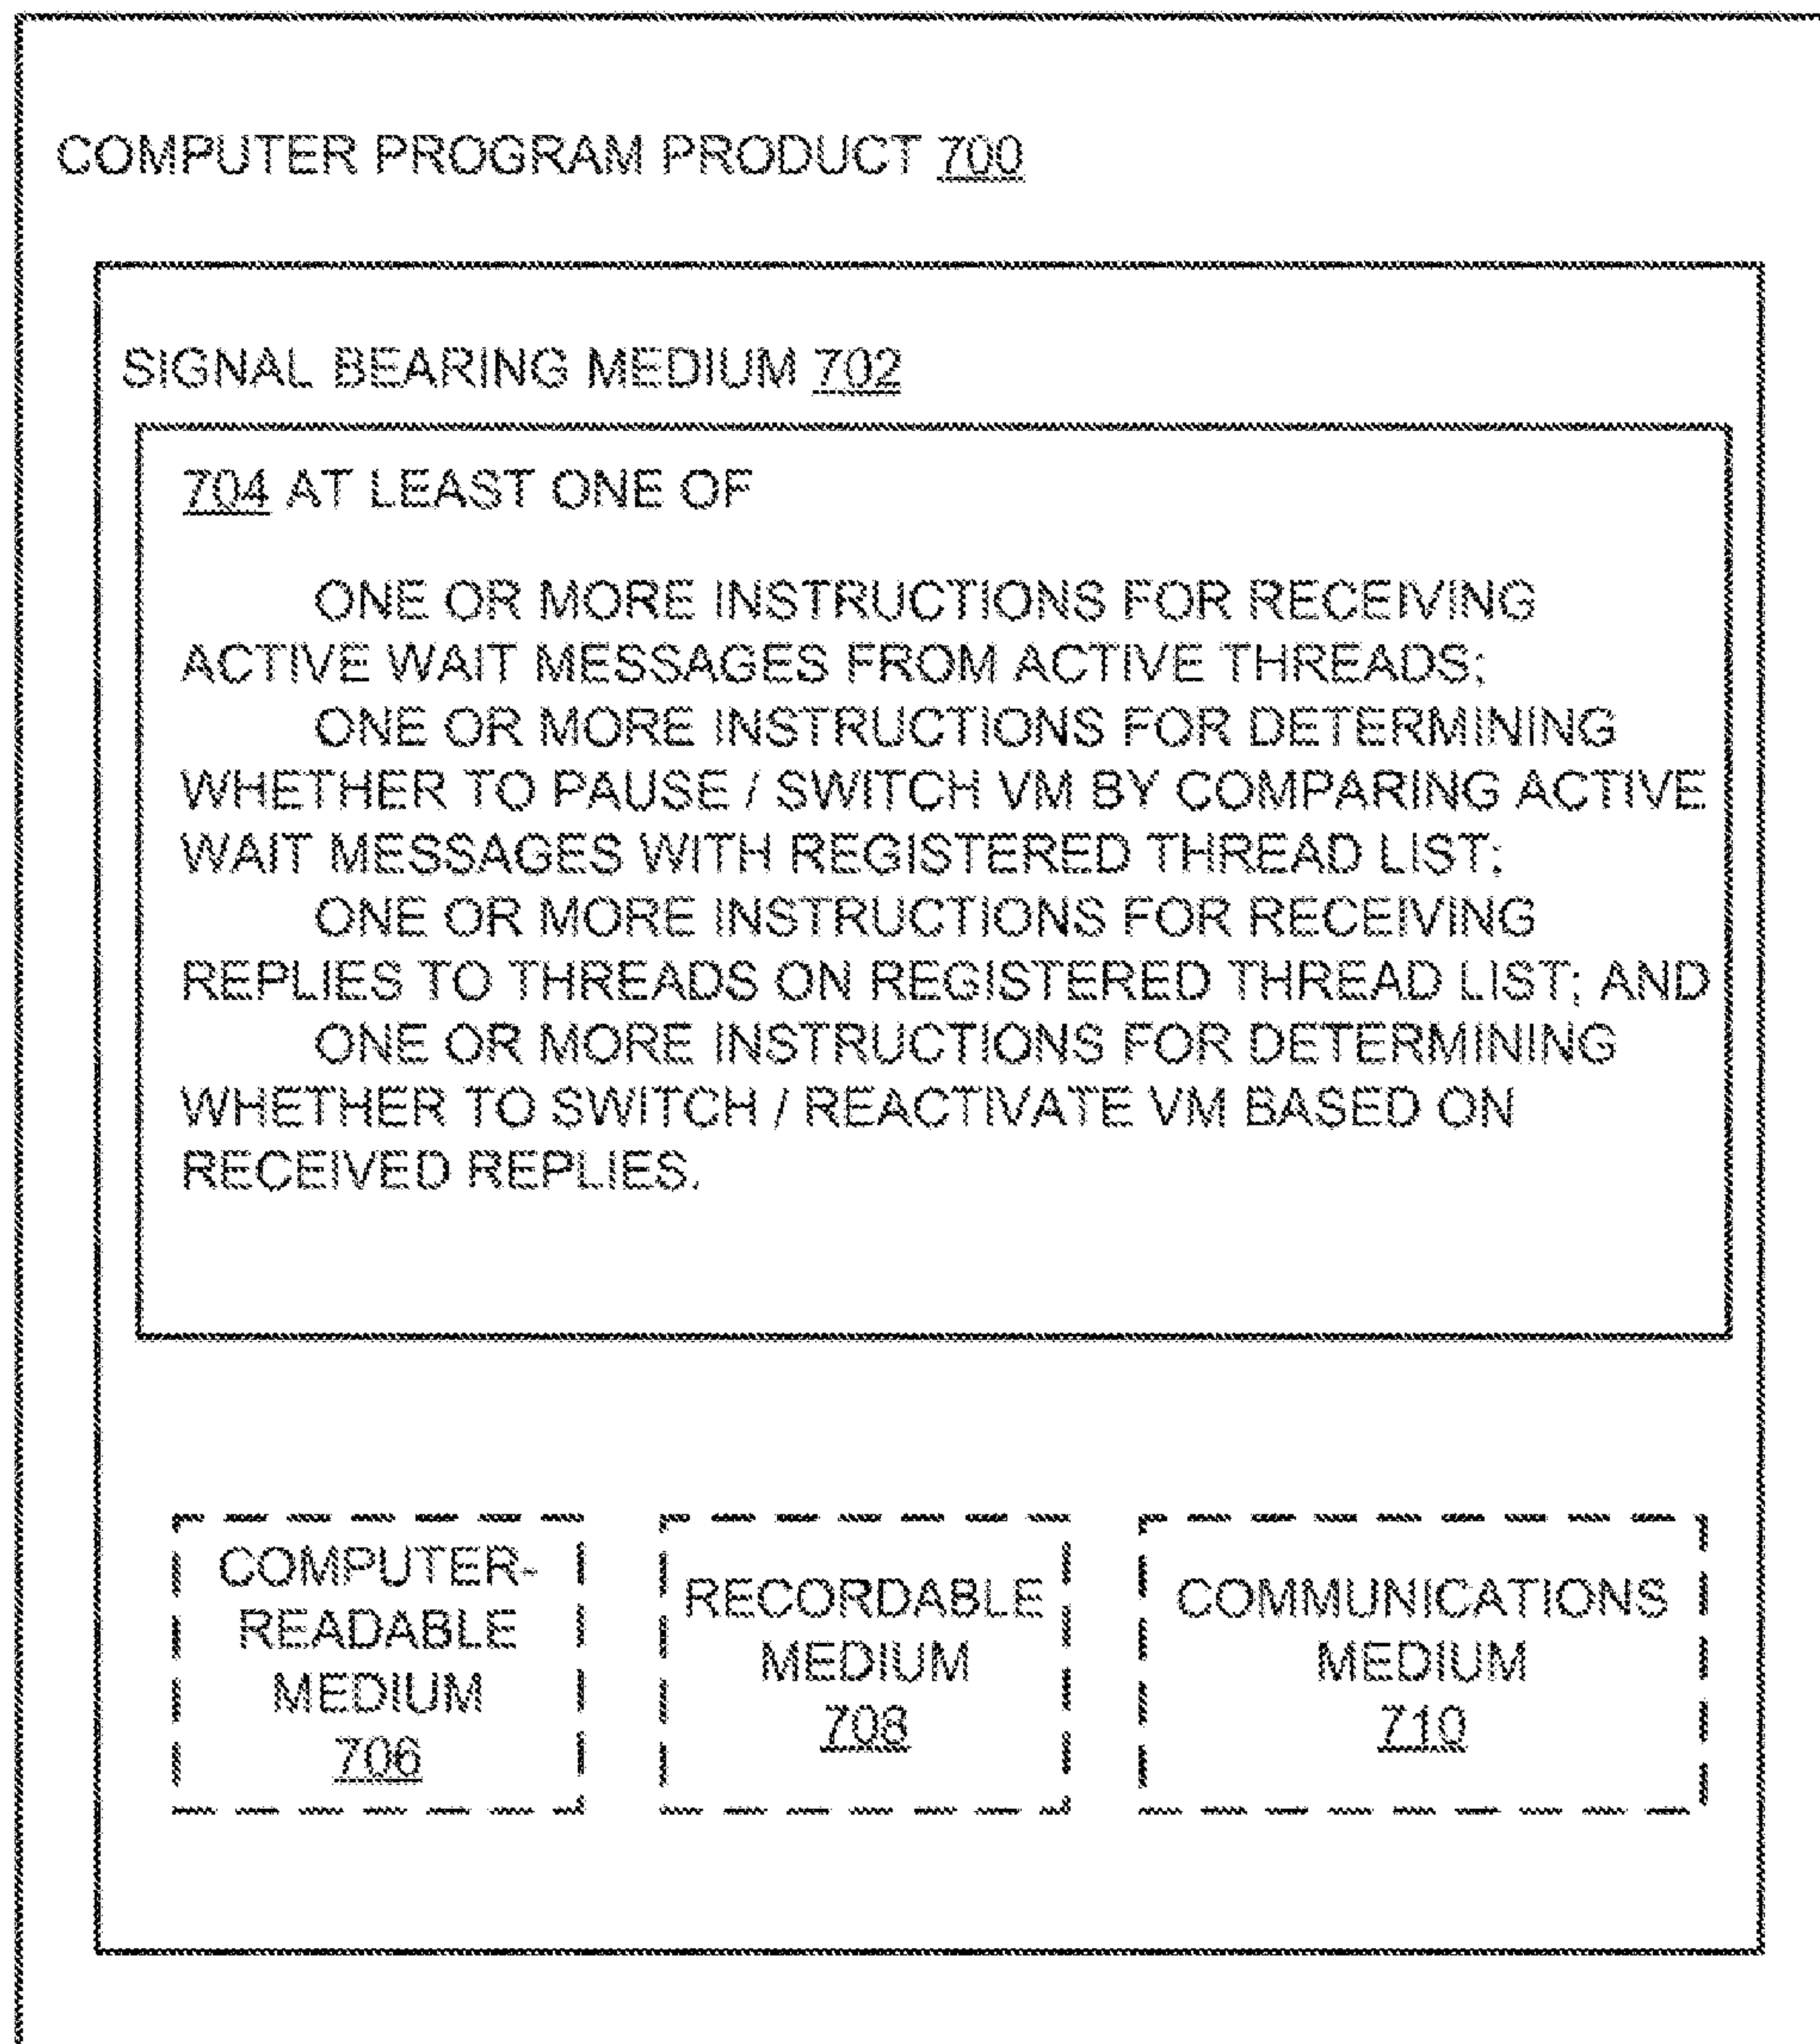 COMPUTER PROGRAM PRODUCT 700
SIGNAL BEARING MEDIUM 702
704 AT LEAST ONE OF
ONE OR MORE INSTRUCTIONS FOR RECEIVING
ACTIVE WAIT MESSAGES FROM ACTIVE THREADS;
ONE OR MORE INSTRUCTIONS FOR DETERMINING
WHETHER TO PAUSE / SWITCH VM BY COMPARING ACTIVE
WAIT MESSAGES WITH REGISTERED THREAD LIST;
ONE OR MORE INSTRUCTIONS FOR RECEIVING
REPLIES TO THREADS ON REGISTERED THREAD LIST; AND
ONE OR MORE INSTRUCTIONS FOR DETERMINING
WHETHER TO SWITCH / REACTIVATE VM BASED ON
RECEIVED REPLIES.
COMPUTER-
READABLE
MEDIUM
706
RECORDABLE
MEDIUM
708
COMMUNICATIONS
MEDIUM
710